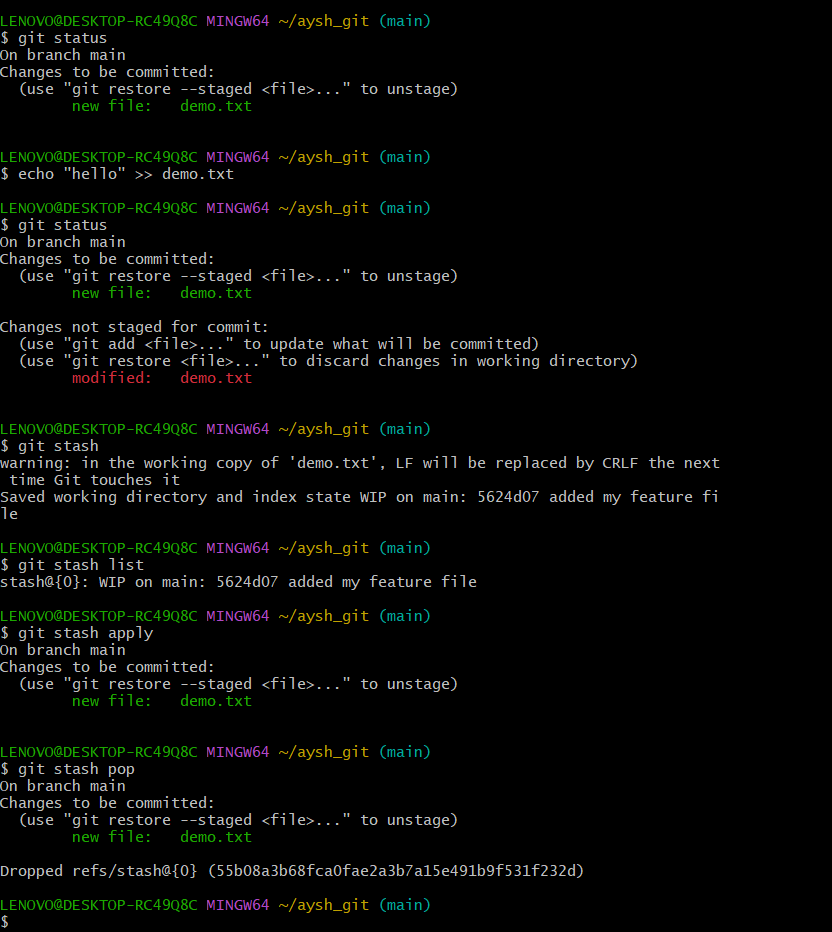 LENOVO@DESKTOP-RC49Q8C MINGW64 ~/aysh_git (main)
$ git status
On branch main
Changes to be committed:
  (use "git restore --staged <file>..." to unstage)
        new file:   demo.txt

LENOVO@DESKTOP-RC49Q8C MINGW64 ~/aysh_git (main)
$ echo "hello" >> demo.txt

LENOVO@DESKTOP-RC49Q8C MINGW64 ~/aysh_git (main)
$ git status
On branch main
Changes to be committed:
  (use "git restore --staged <file>..." to unstage)
        new file:   demo.txt

Changes not staged for commit:
  (use "git add <file>..." to update what will be committed)
  (use "git restore <file>..." to discard changes in working directory)
        modified:   demo.txt

LENOVO@DESKTOP-RC49Q8C MINGW64 ~/aysh_git (main)
$ git stash
warning: in the working copy of 'demo.txt', LF will be replaced by CRLF the next
 time Git touches it
Saved working directory and index state WIP on main: 5624d07 added my feature fi
le

LENOVO@DESKTOP-RC49Q8C MINGW64 ~/aysh_git (main)
$ git stash list
stash@{0}: WIP on main: 5624d07 added my feature file

LENOVO@DESKTOP-RC49Q8C MINGW64 ~/aysh_git (main)
$ git stash apply
On branch main
Changes to be committed:
  (use "git restore --staged <file>..." to unstage)
        new file:   demo.txt

LENOVO@DESKTOP-RC49Q8C MINGW64 ~/aysh_git (main)
$ git stash pop
On branch main
Changes to be committed:
  (use "git restore --staged <file>..." to unstage)
        new file:   demo.txt

Dropped refs/stash@{0} (55b08a3b68fca0fae2a3b7a15e491b9f531f232d)

LENOVO@DESKTOP-RC49Q8C MINGW64 ~/aysh_git (main)
$